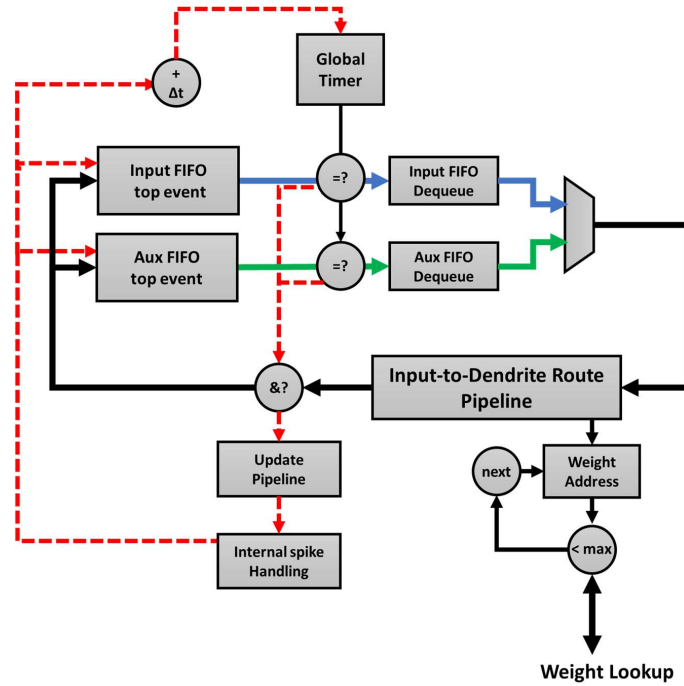 +
Δt
Global
Timer
Input FIFO
top event
=?
Input FIFO
Dequeue
Aux FIFO
top event
=?
Aux FIFO
Dequeue
&?
Input-to-Dendrite Route
Pipeline
Update
Pipeline
next
Weight
Address
Internal spike
Handling
< max
Weight Lookup